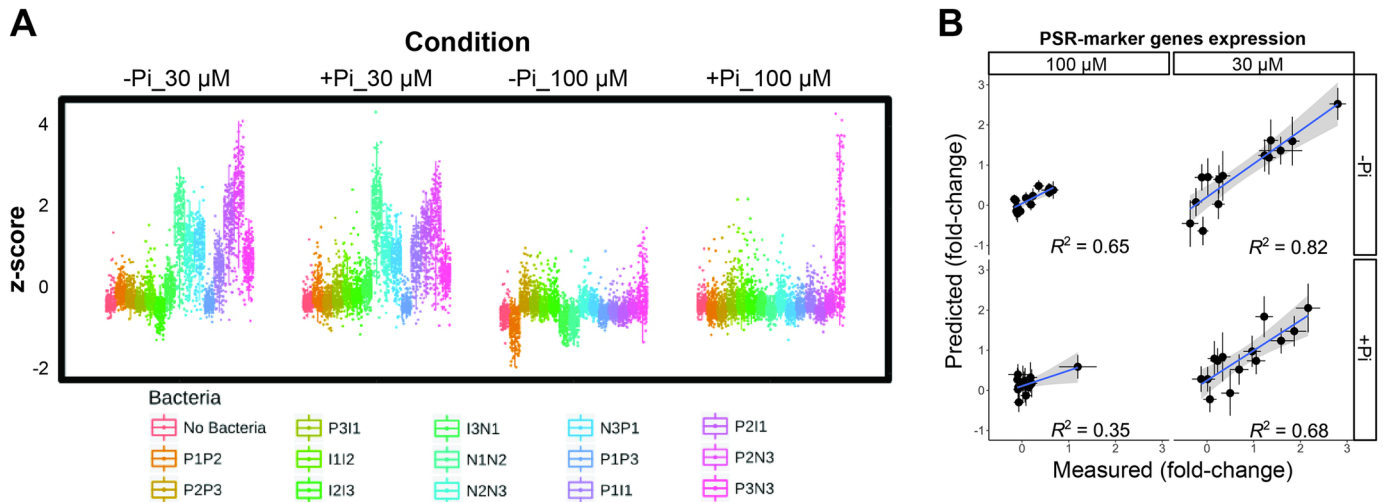 A
Condition
-Pi_30 μM +Pi_30 μM -Pi_100 μM +Pi_100 μM
z-score
4
2
0
-2
Bacteria
No Bacteria P3I1 I3N1 N3P1 P2I1
P1P2 I1I2 N1N2 P1P3 P2N3
P2P3 I2I3 N2N3 P1I1 P3N3
B
PSR-marker genes expression
100 μM 30 μM
Predicted (fold-change)
3
2
1
0
-1
R² = 0.65 R² = 0.82
-Pi
3
2
1
0
-1
R² = 0.35 R² = 0.68
+Pi
0 1 2 3 0 1 2 3
Measured (fold-change)